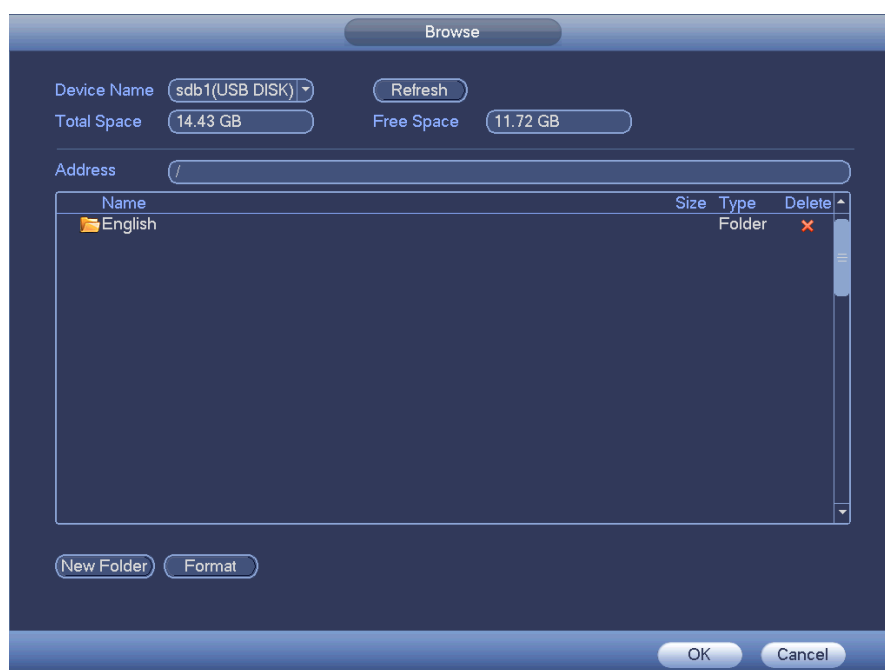 Browse
Device Name sdb1(USB DISK) Refresh
Total Space 14.43 GB Free Space 11.72 GB
Address /
Name Size Type Delete
English Folder
New Folder Format
OK Cancel